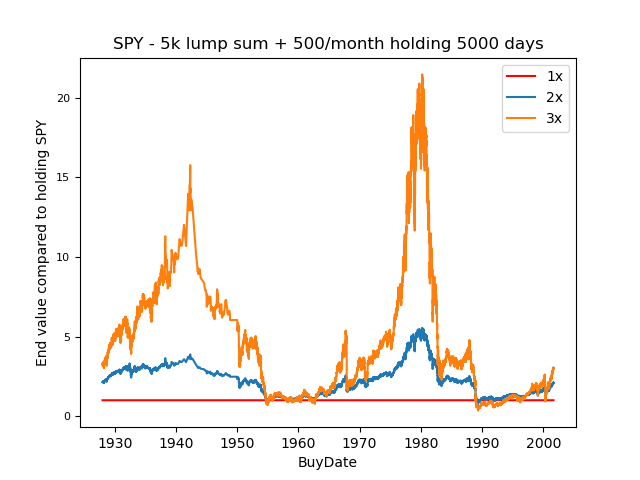 SPY - 5k lump sum + 500/month holding 5000 days
1x
2x
3x
End value compared to holding SPY
20
15
10
5
0
1930 1940 1950 1960 1970 1980 1990 2000
BuyDate